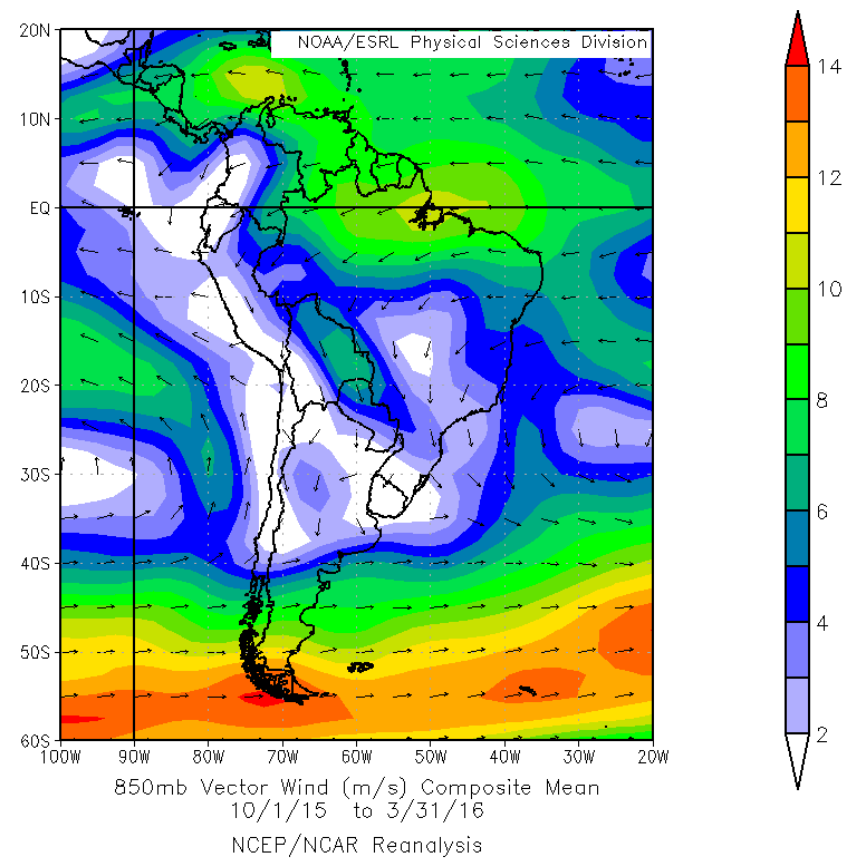 NOAA/ESRL Physical Sciences Division
20N
10N
EQ
10S
20S
30S
40S
50S
60S
100W 90W 80W 70W 60W 50W 40W 30W 20W
14
12
10
8
6
4
2
850mb Vector Wind (m/s) Composite Mean
10/1/15 to 3/31/16
NCEP/NCAR Reanalysis